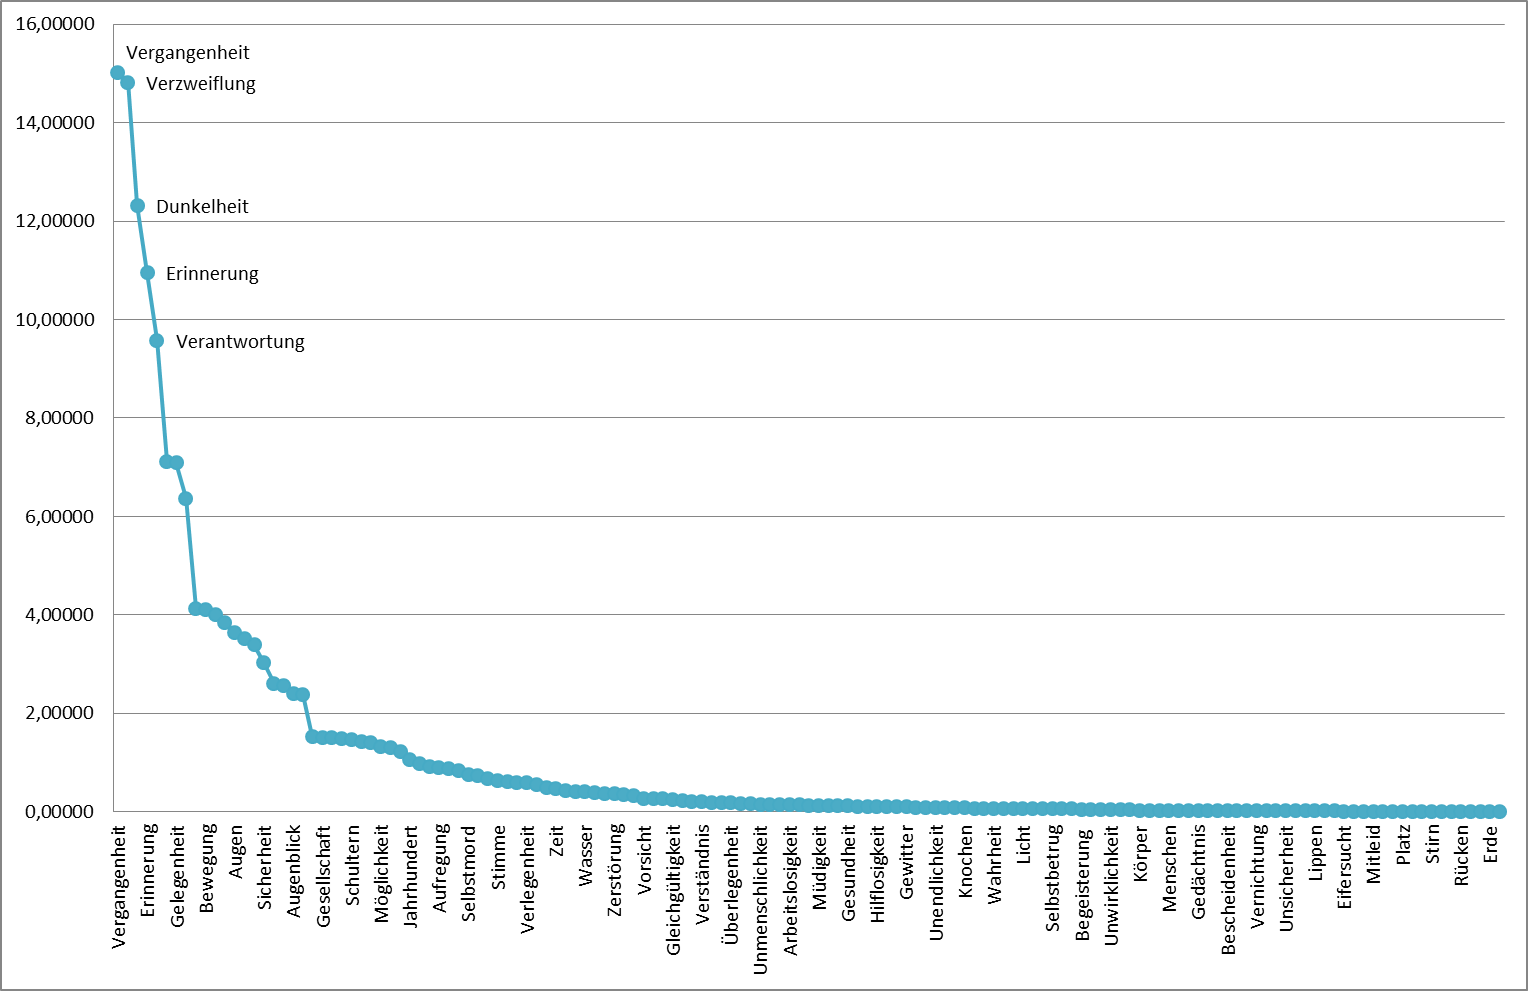 16,00000
14,00000
12,00000
10,00000
8,00000
6,00000
4,00000
2,00000
0,00000
Vergangenheit
Verzweiflung
Dunkelheit
Erinnerung
Verantwortung
Vergangenheit
Erinnerung
Gelegenheit
Bewegung
Augen
Sicherheit
Augenblick
Gesellschaft
Schultern
Möglichkeit
Jahrhundert
Aufregung
Selbstmord
Stimme
Verlegenheit
Zeit
Wasser
Zerstörung
Vorsicht
Gleichgültigkeit
Verständnis
Überlegenheit
Unmenschlichkeit
Arbeitslosigkeit
Müdigkeit
Gesundheit
Hilflosigkeit
Gewitter
Unendlichkeit
Knochen
Wahrheit
Licht
Selbstbetrug
Begeisterung
Unwirklichkeit
Körper
Menschen
Gedächtnis
Bescheidenheit
Vernichtung
Unsicherheit
Lippen
Eifersucht
Mitleid
Platz
Stirn
Rücken
Erde